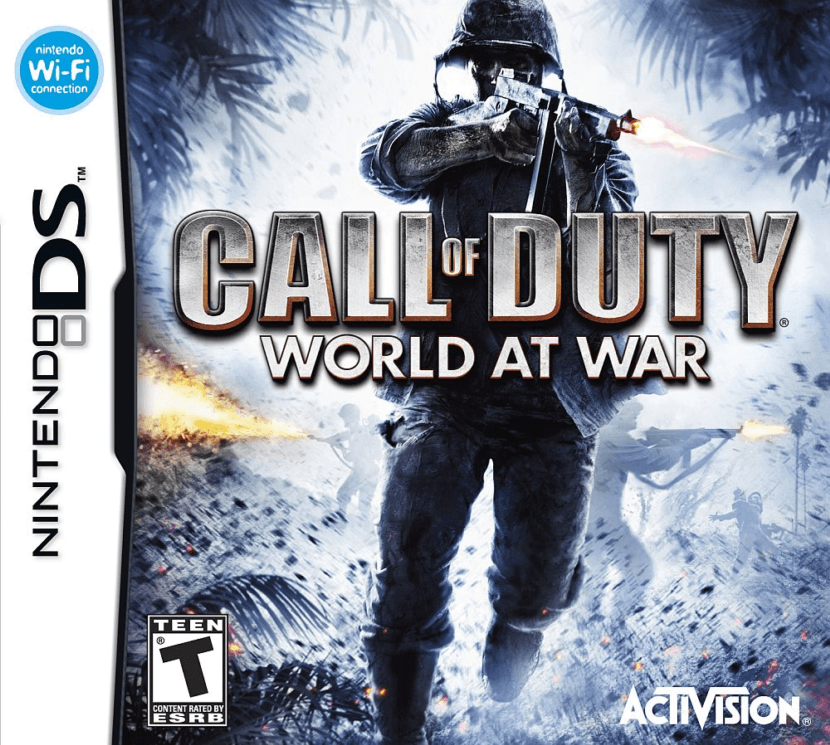 nintendo
Wi-Fi
connection
NINTENDO DS™
CALL OF DUTY®
WORLD AT WAR
TEEN
®
T
CONTENT RATED BY
ESRB
ACTIVISION®